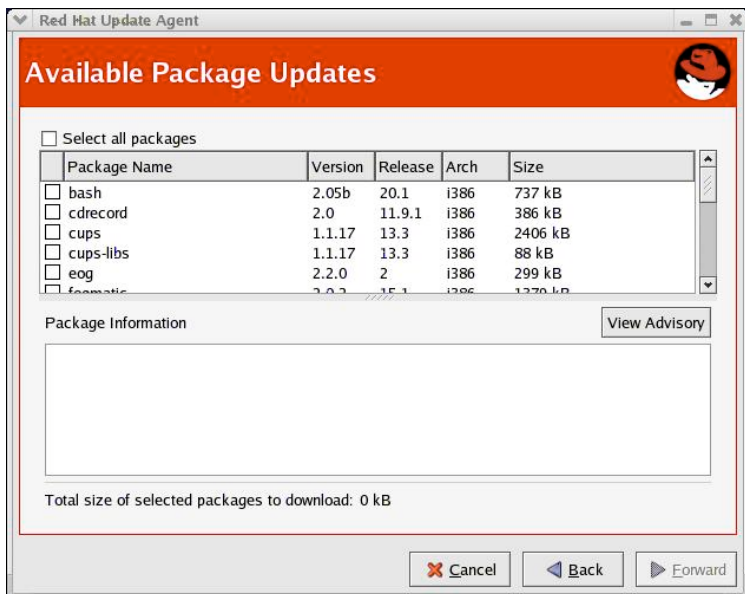 Red Hat Update Agent
Available Package Updates
Select all packages
Package Name Version Release Arch Size
bash 2.05b 20.1 i386 737 kB
cdrecord 2.0 11.9.1 i386 386 kB
cups 1.1.17 13.3 i386 2406 kB
cups-libs 1.1.17 13.3 i386 88 kB
eog 2.2.0 2 i386 299 kB
Package Information View Advisory
Total size of selected packages to download: 0 kB
Cancel Back Forward